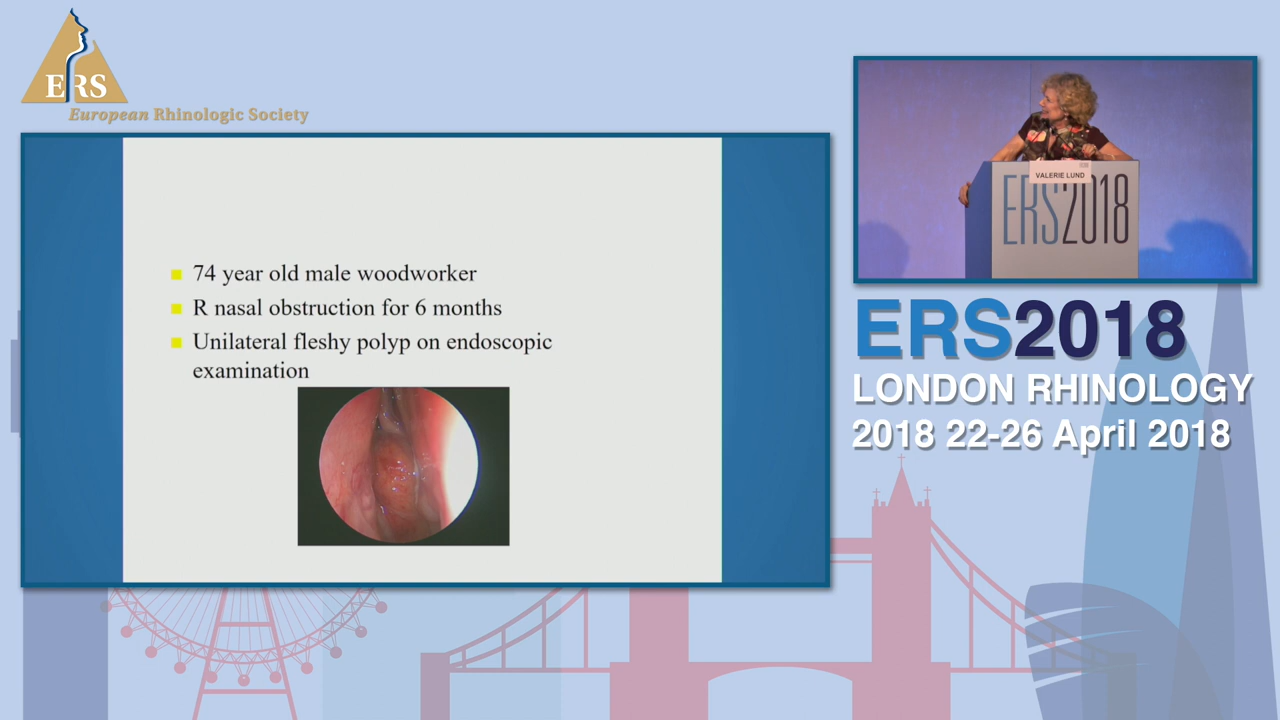 ERS
European Rhinologic Society
74 year old male woodworker
R nasal obstruction for 6 months
Unilateral fleshy polyp on endoscopic
examination
VALERIE LUND
ERS2018
ERS2018
LONDON RHINOLOGY
2018 22-26 April 2018